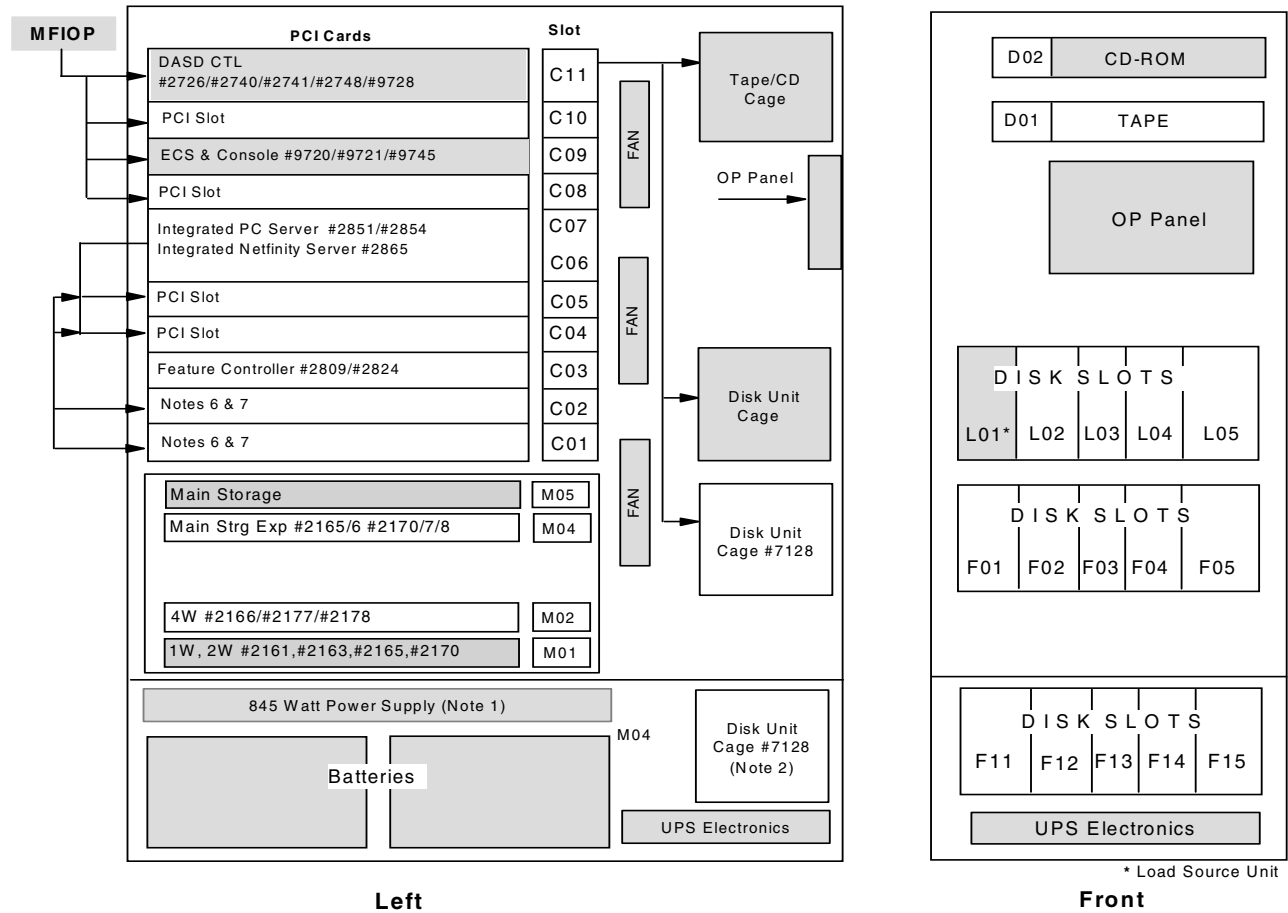 MFIOP
PCI Cards
Slot
DASD CTL
#2726/#2740/#2741/#2748/#9728
C11
PCI Slot
C10
ECS & Console #9720/#9721/#9745
C09
PCI Slot
C08
Integrated PC Server #2851/#2854
Integrated Netfinity Server #2865
C07
C06
PCI Slot
C05
PCI Slot
C04
Feature Controller #2809/#2824
C03
Notes 6 & 7
C02
Notes 6 & 7
C01
FAN
FAN
FAN
Tape/CD
Cage
OP Panel
Disk Unit
Cage
Disk Unit
Cage #7128
Main Storage
M05
Main Strg Exp #2165/6 #2170/7/8
M04
4W #2166/#2177/#2178
M02
1W, 2W #2161,#2163,#2165,#2170
M01
845 Watt Power Supply (Note 1)
M04
Batteries
Disk Unit
Cage #7128
(Note 2)
UPS Electronics
Left
D02
CD-ROM
D01
TAPE
OP Panel
DISK SLOTS
L01* L02 L03 L04 L05
DISK SLOTS
F01 F02 F03 F04 F05
DISK SLOTS
F11 F12 F13 F14 F15
UPS Electronics
* Load Source Unit
Front